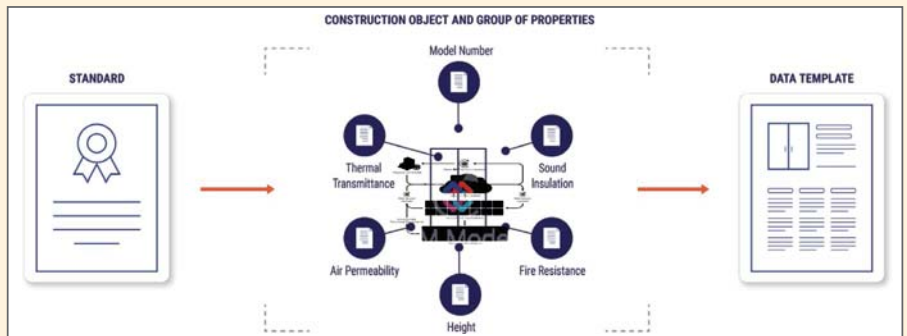 CONSTRUCTION OBJECT AND GROUP OF PROPERTIES
Model Number
STANDARD
DATA TEMPLATE
Thermal
Transmittance
Sound
Insulation
Air Permeability
Fire Resistance
Height